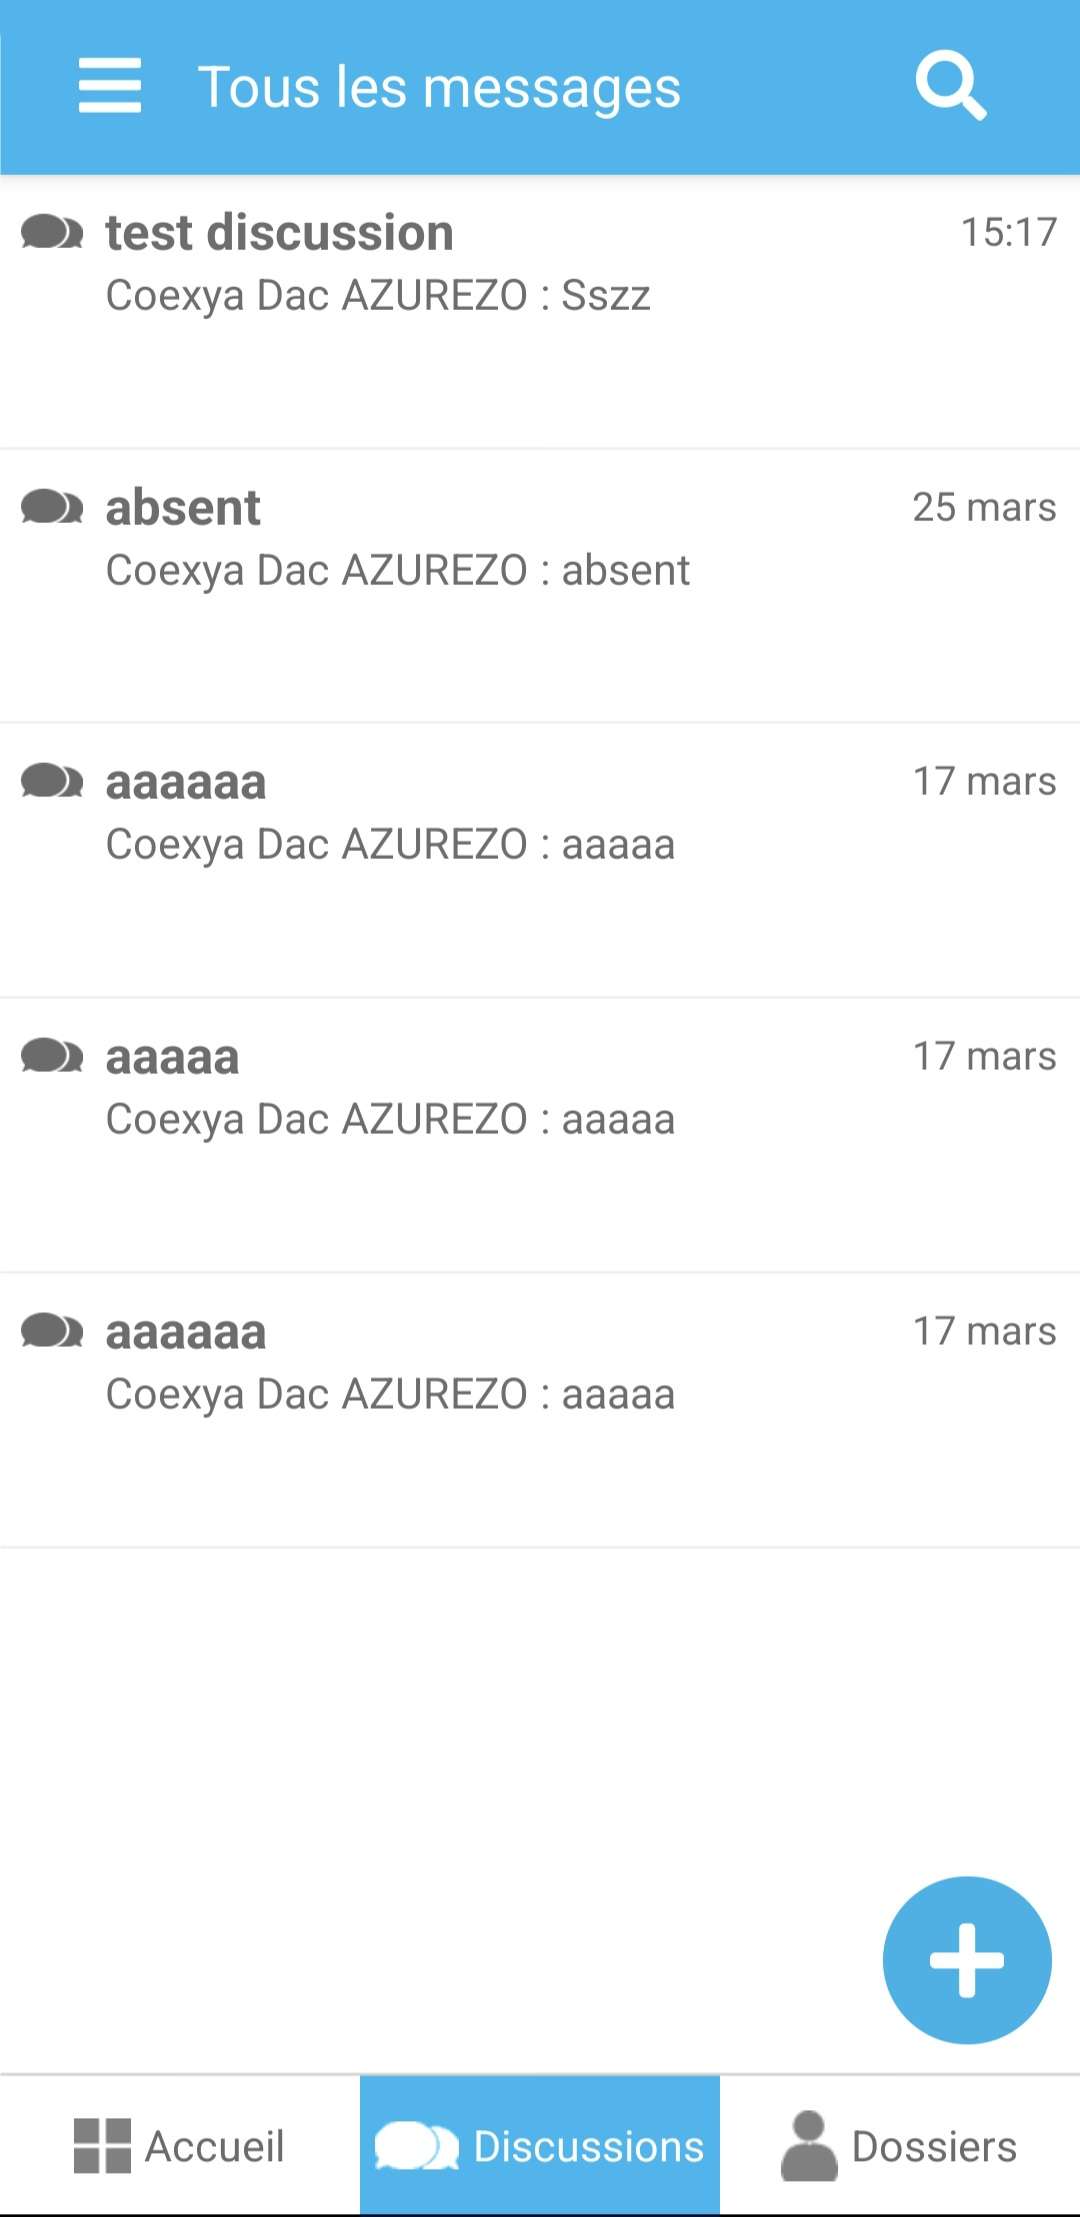 Tous les messages
test discussion 15:17
Coexya Dac AZUREZO : Sszz
absent 25 mars
Coexya Dac AZUREZO : absent
aaaaaa 17 mars
Coexya Dac AZUREZO : aaaaa
aaaaa 17 mars
Coexya Dac AZUREZO : aaaaa
aaaaaa 17 mars
Coexya Dac AZUREZO : aaaaa
Accueil Discussions Dossiers